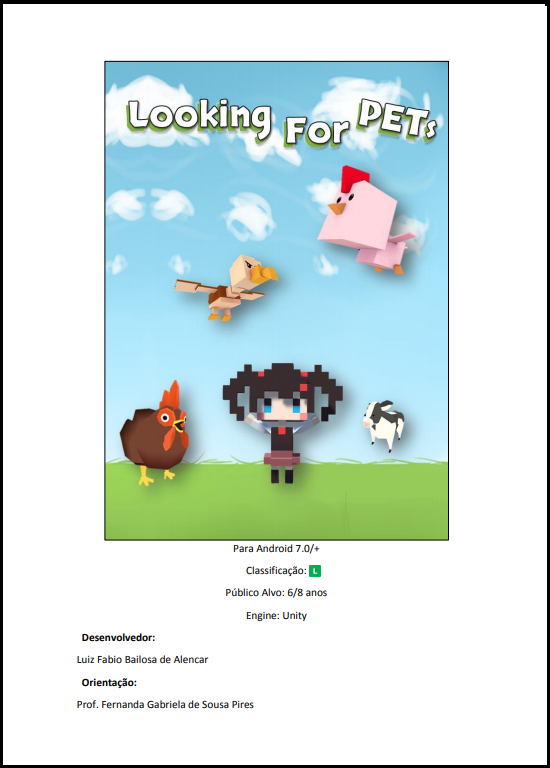 Looking For PETs
Para Android 7.0/+
Classificação: L
Público Alvo: 6/8 anos
Engine: Unity
Desenvolvedor:
Luiz Fabio Bailosa de Alencar
Orientação:
Prof. Fernanda Gabriela de Sousa Pires